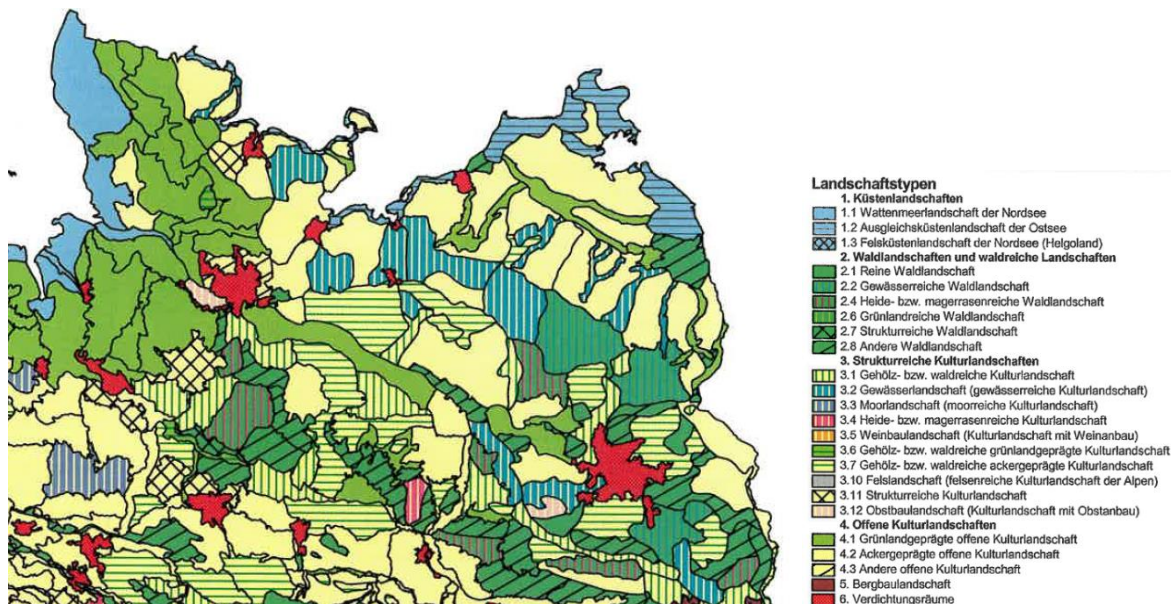 Landschaftstypen
1. Küstenlandschaften
1.1 Wattenmeerlandschaft der Nordsee
1.2 Ausgleichsküstenlandschaft der Ostsee
1.3 Felsküstenlandschaft der Nordsee (Helgoland)
2. Waldlandschaften und waldreiche Landschaften
2.1 Reine Waldlandschaft
2.2 Gewässerreiche Waldlandschaft
2.4 Heide- bzw. magerrasenreiche Waldlandschaft
2.6 Grünlandreiche Waldlandschaft
2.7 Strukturreiche Waldlandschaft
2.8 Andere Waldlandschaft
3. Strukturreiche Kulturlandschaften
3.1 Gehölz- bzw. waldreiche Kulturlandschaft
3.2 Gewässerlandschaft (gewässerreiche Kulturlandschaft)
3.3 Moorlandschaft (moorreiche Kulturlandschaft)
3.4 Heide- bzw. magerrasenreiche Kulturlandschaft
3.5 Weinbaulandschaft (Kulturlandschaft mit Weinanbau)
3.6 Gehölz- bzw. waldreiche grünlandgeprägte Kulturlandschaft
3.7 Gehölz- bzw. waldreiche ackergeprägte Kulturlandschaft
3.10 Felslandschaft (felsenreiche Kulturlandschaft der Alpen)
3.11 Strukturreiche Kulturlandschaft
3.12 Obstbaulandschaft (Kulturlandschaft mit Obstanbau)
4. Offene Kulturlandschaften
4.1 Grünlandgeprägte offene Kulturlandschaft
4.2 Ackergeprägte offene Kulturlandschaft
4.3 Andere offene Kulturlandschaft
5. Bergbaulandschaft
6. Verdichtungsräume